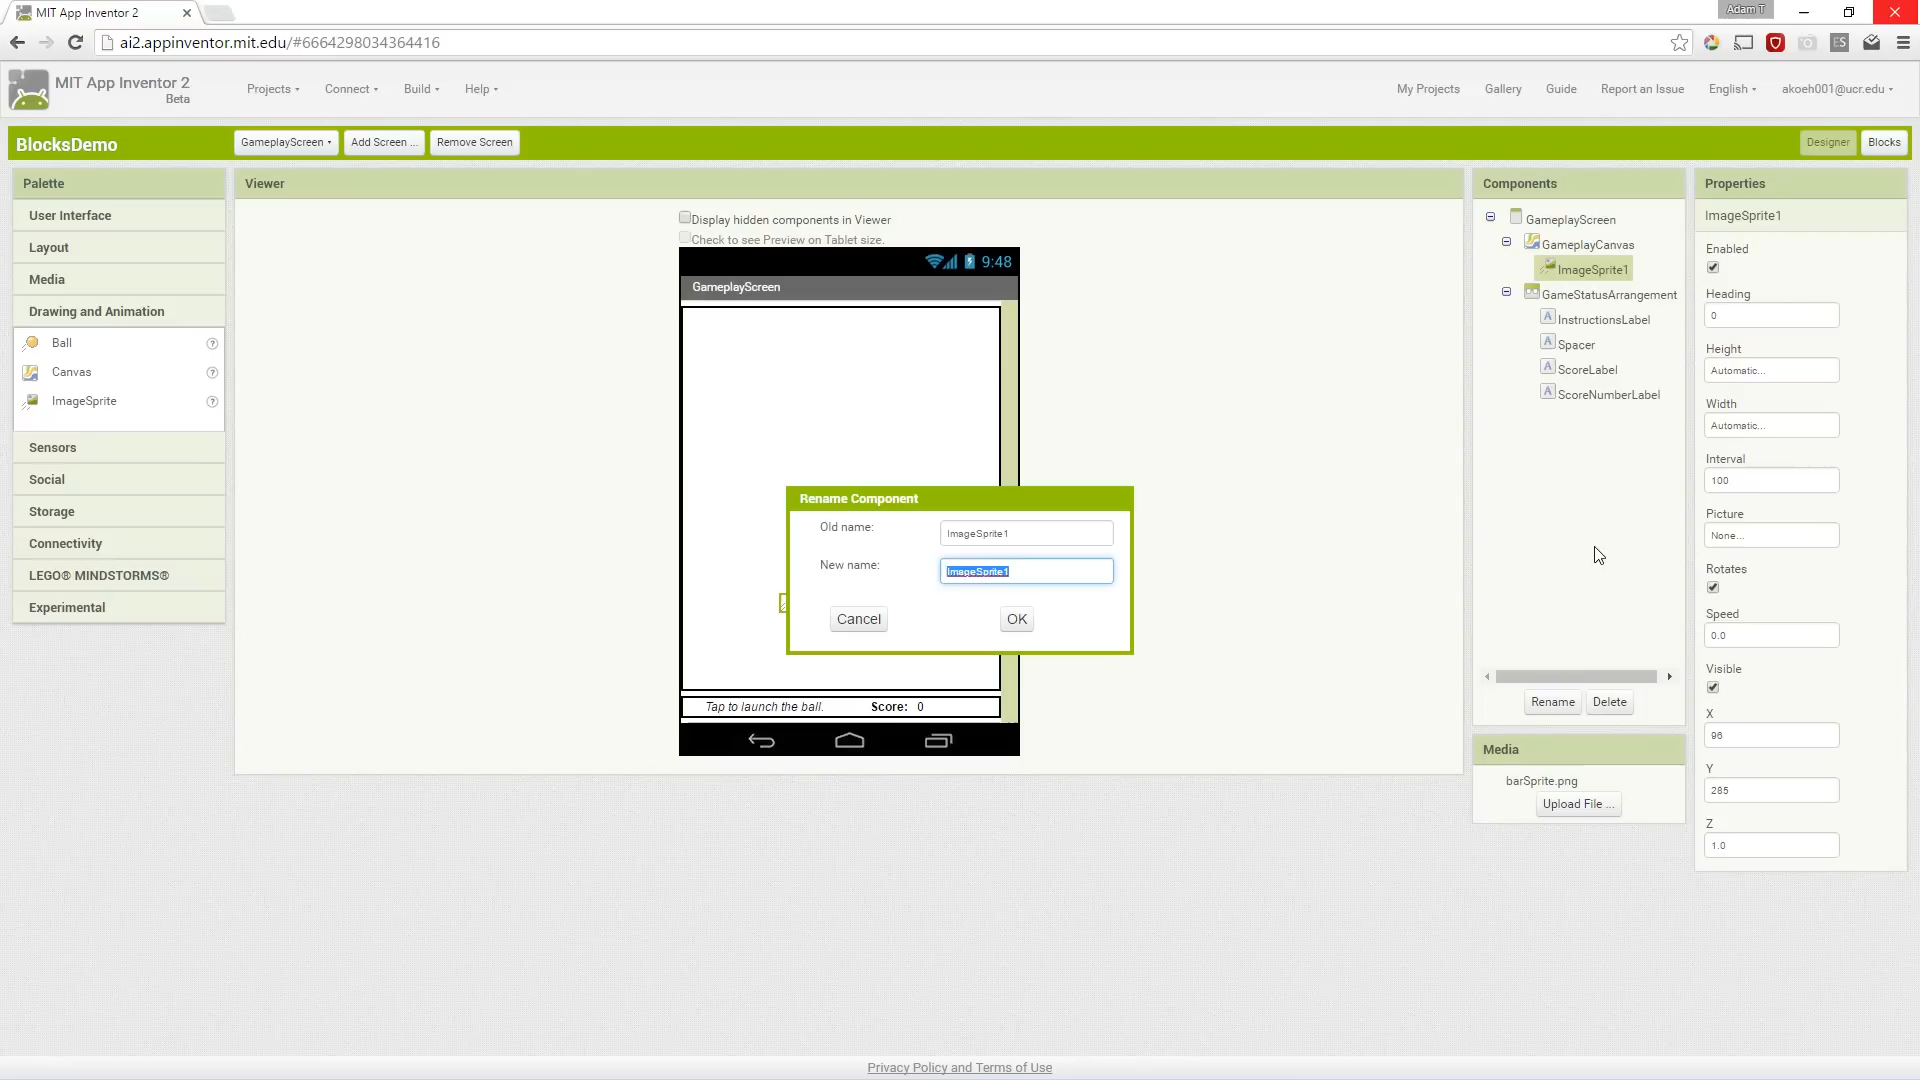 MIT App Inventor 2
Adam T
ai2.appinventor.mit.edu/#6664298034364416
ES
MIT App Inventor 2
Beta
Projects
Connect
Build
Help
My Projects
Gallery
Guide
Report an Issue
English
akoeh001@ucr.edu
BlocksDemo
GameplayScreen
Add Screen ...
Remove Screen
Designer
Blocks
Palette
User Interface
Layout
Media
Drawing and Animation
Ball
?
Canvas
?
ImageSprite
?
Sensors
Social
Storage
Connectivity
LEGO® MINDSTORMS®
Experimental
Viewer
Display hidden components in Viewer
Check to see Preview on Tablet size.
9:48
GameplayScreen
Rename Component
Old name:
ImageSprite1
New name:
ImageSprite1
Cancel
OK
Tap to launch the ball.
Score: 0
Components
GameplayScreen
GameplayCanvas
ImageSprite1
GameStatusArrangement
A InstructionsLabel
A Spacer
A ScoreLabel
A ScoreNumberLabel
Rename
Delete
Media
barSprite.png
Upload File ...
Properties
ImageSprite1
Enabled
Heading
0
Height
Automatic...
Width
Automatic...
Interval
100
Picture
None...
Rotates
Speed
0.0
Visible
X
96
Y
285
Z
1.0
Privacy Policy and Terms of Use